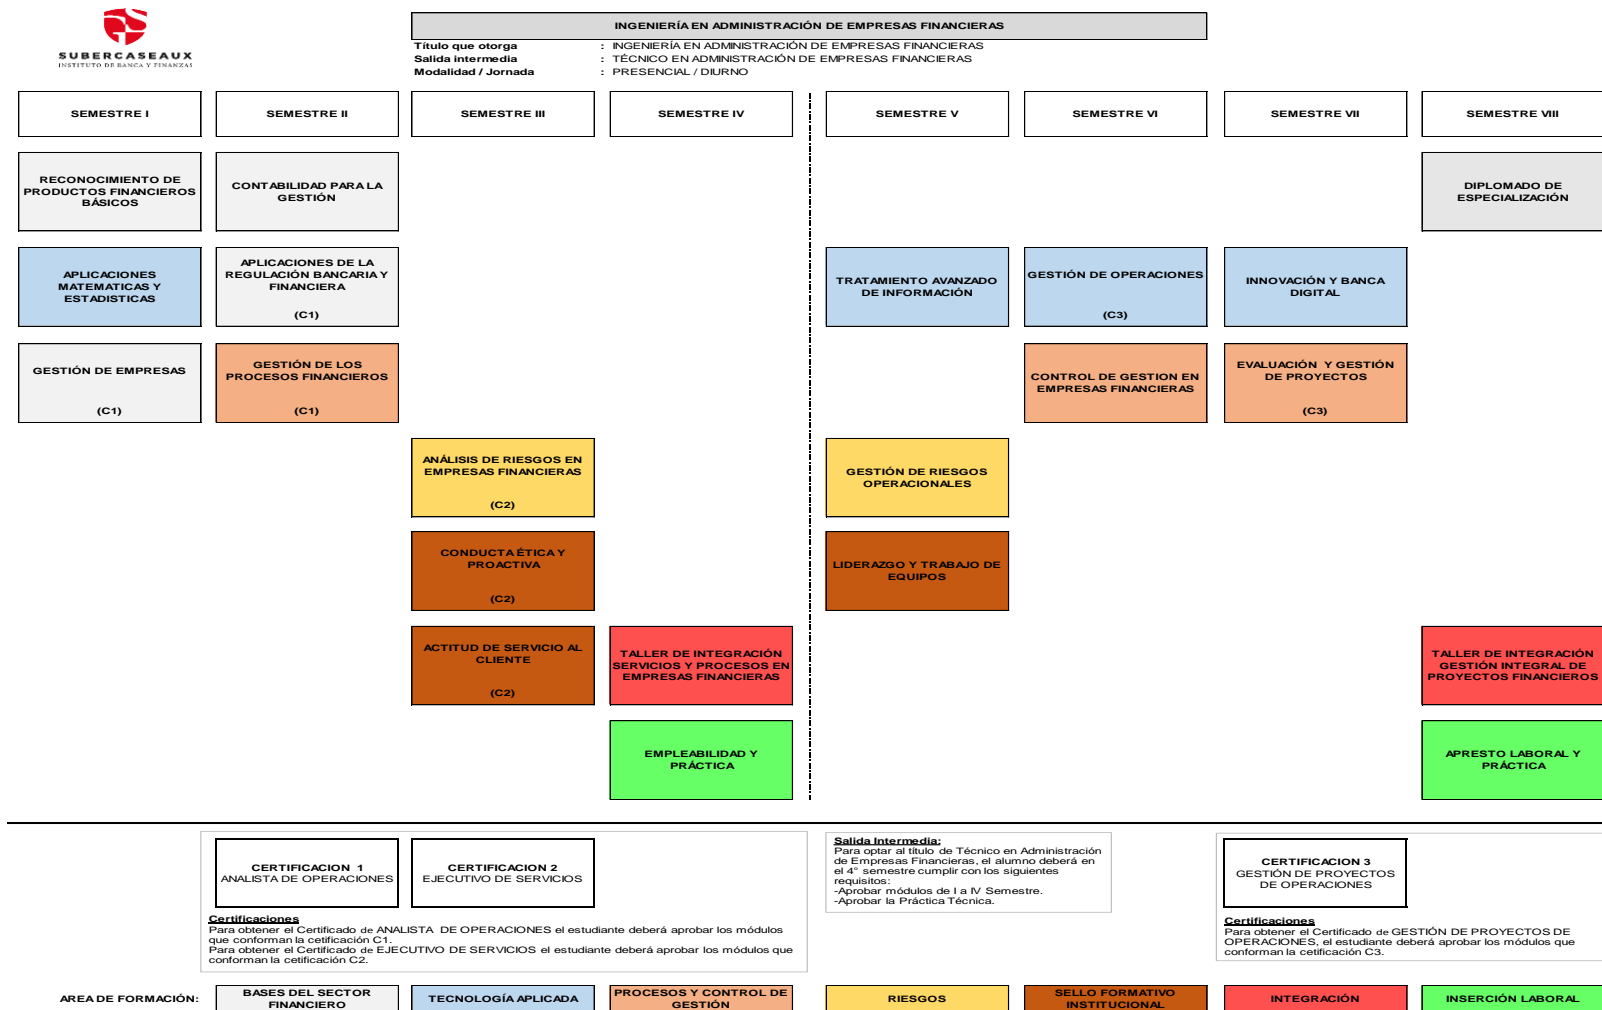 SUBERCASEAUX
INSTITUTO DE BANCA Y FINANZAS
INGENIERÍA EN ADMINISTRACIÓN DE EMPRESAS FINANCIERAS
Título que otorga : INGENIERÍA EN ADMINISTRACIÓN DE EMPRESAS FINANCIERAS
Salida intermedia : TÉCNICO EN ADMINISTRACIÓN DE EMPRESAS FINANCIERAS
Modalidad / Jornada : PRESENCIAL / DIURNO
SEMESTRE I
SEMESTRE II
SEMESTRE III
SEMESTRE IV
SEMESTRE V
SEMESTRE VI
SEMESTRE VII
SEMESTRE VIII
RECONOCIMIENTO DE
PRODUCTOS FINANCIEROS
BÁSICOS
CONTABILIDAD PARA LA
GESTIÓN
DIPLOMADO DE
ESPECIALIZACIÓN
APLICACIONES
MATEMATICAS Y
ESTADISTICAS
APLICACIONES DE LA
REGULACIÓN BANCARIA Y
FINANCIERA
(C1)
TRATAMIENTO AVANZADO
DE INFORMACIÓN
GESTIÓN DE OPERACIONES
(C3)
INNOVACIÓN Y BANCA
DIGITAL
GESTIÓN DE EMPRESAS
(C1)
GESTIÓN DE LOS
PROCESOS FINANCIEROS
(C1)
CONTROL DE GESTION EN
EMPRESAS FINANCIERAS
EVALUACIÓN Y GESTIÓN
DE PROYECTOS
(C3)
ANÁLISIS DE RIESGOS EN
EMPRESAS FINANCIERAS
(C2)
GESTIÓN DE RIESGOS
OPERACIONALES
CONDUCTA ÉTICA Y
PROACTIVA
(C2)
LIDERAZGO Y TRABAJO DE
EQUIPOS
ACTITUD DE SERVICIO AL
CLIENTE
(C2)
TALLER DE INTEGRACIÓN
SERVICIOS Y PROCESOS EN
EMPRESAS FINANCIERAS
TALLER DE INTEGRACIÓN
GESTIÓN INTEGRAL DE
PROYECTOS FINANCIEROS
EMPLEABILIDAD Y
PRÁCTICA
APRESTO LABORAL Y
PRÁCTICA
CERTIFICACION 1
ANALISTA DE OPERACIONES
CERTIFICACION 2
EJECUTIVO DE SERVICIOS
Certificaciones
Para obtener el Certificado de ANALISTA DE OPERACIONES el estudiante deberá aprobar los módulos
que conforman la cetificación C1.
Para obtener el Certificado de EJECUTIVO DE SERVICIOS el estudiante deberá aprobar los módulos que
conforman la cetificación C2.
Salida Intermedia:
Para optar al título de Técnico en Administración
de Empresas Financieras, el alumno deberá en
el 4° semestre cumplir con los siguientes
requisitos:
-Aprobar módulos de I a IV Semestre.
-Aprobar la Práctica Técnica.
CERTIFICACION 3
GESTIÓN DE PROYECTOS
DE OPERACIONES
Certificaciones
Para obtener el Certificado de GESTIÓN DE PROYECTOS DE
OPERACIONES, el estudiante deberá aprobar los módulos que
conforman la cetificación C3.
AREA DE FORMACIÓN:
BASES DEL SECTOR
FINANCIERO
TECNOLOGÍA APLICADA
PROCESOS Y CONTROL DE
GESTIÓN
RIESGOS
SELLO FORMATIVO
INSTITUCIONAL
INTEGRACIÓN
INSERCIÓN LABORAL